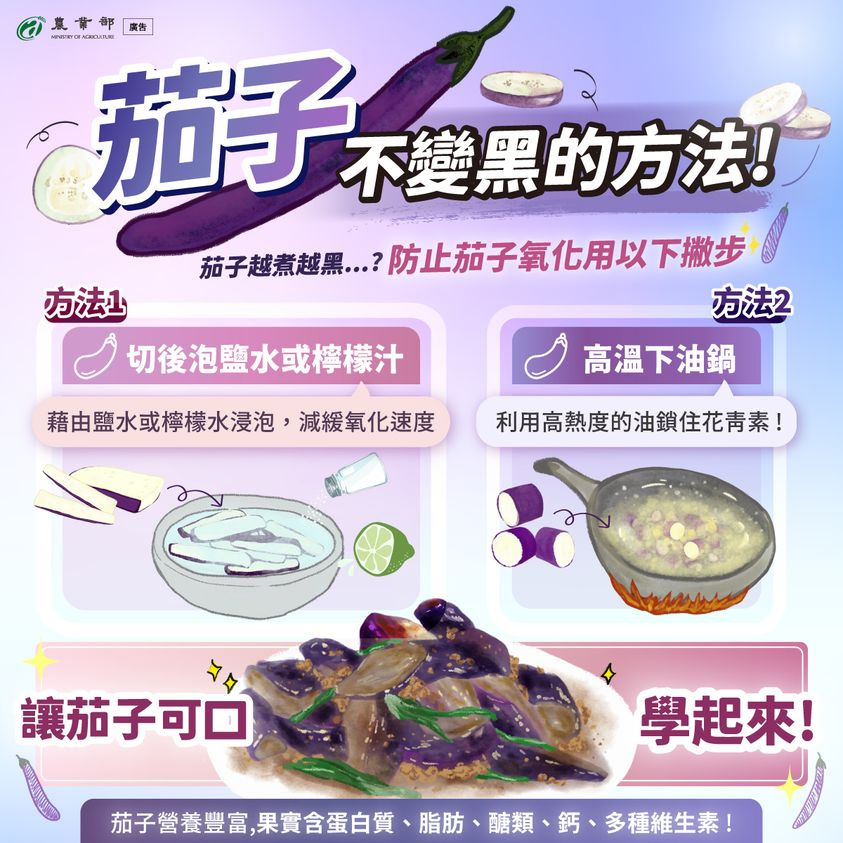 農業部
MINISTRY OF AGRICULTURE
廣告
茄子
不變黑的方法!
茄子越煮越黑...?防止茄子氧化用以下撇步
方法1
切後泡鹽水或檸檬汁
藉由鹽水或檸檬水浸泡，減緩氧化速度
方法2
高溫下油鍋
利用高熱度的油鎖住花青素!
讓茄子可口
學起來!
茄子營養豐富,果實含蛋白質、脂肪、醣類、鈣、多種維生素!